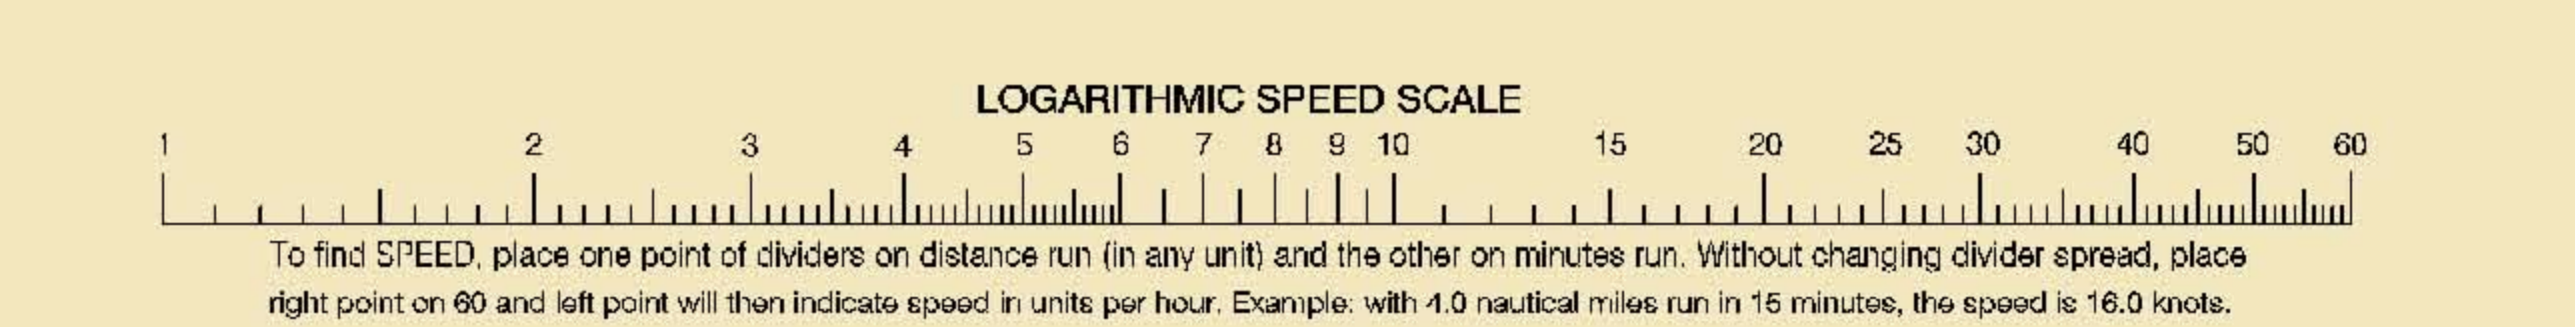 LOGARITHMIC SPEED SCALE
1 2 3 4 5 6 7 8 9 10 15 20 25 30 40 50 60
To find SPEED, place one point of dividers on distance run (in any unit) and the other on minutes run. Without changing divider spread, place
right point on 60 and left point will then indicate speed in units per hour. Example: with 4.0 nautical miles run in 15 minutes, the speed is 16.0 knots.